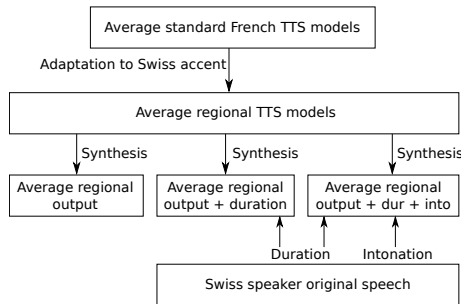 Average standard French TTS models
Adaptation to Swiss accent
Average regional TTS models
Synthesis
Synthesis
Synthesis
Average regional
output
Average regional
output + duration
Average regional
output + dur + into
Duration
Intonation
Swiss speaker original speech